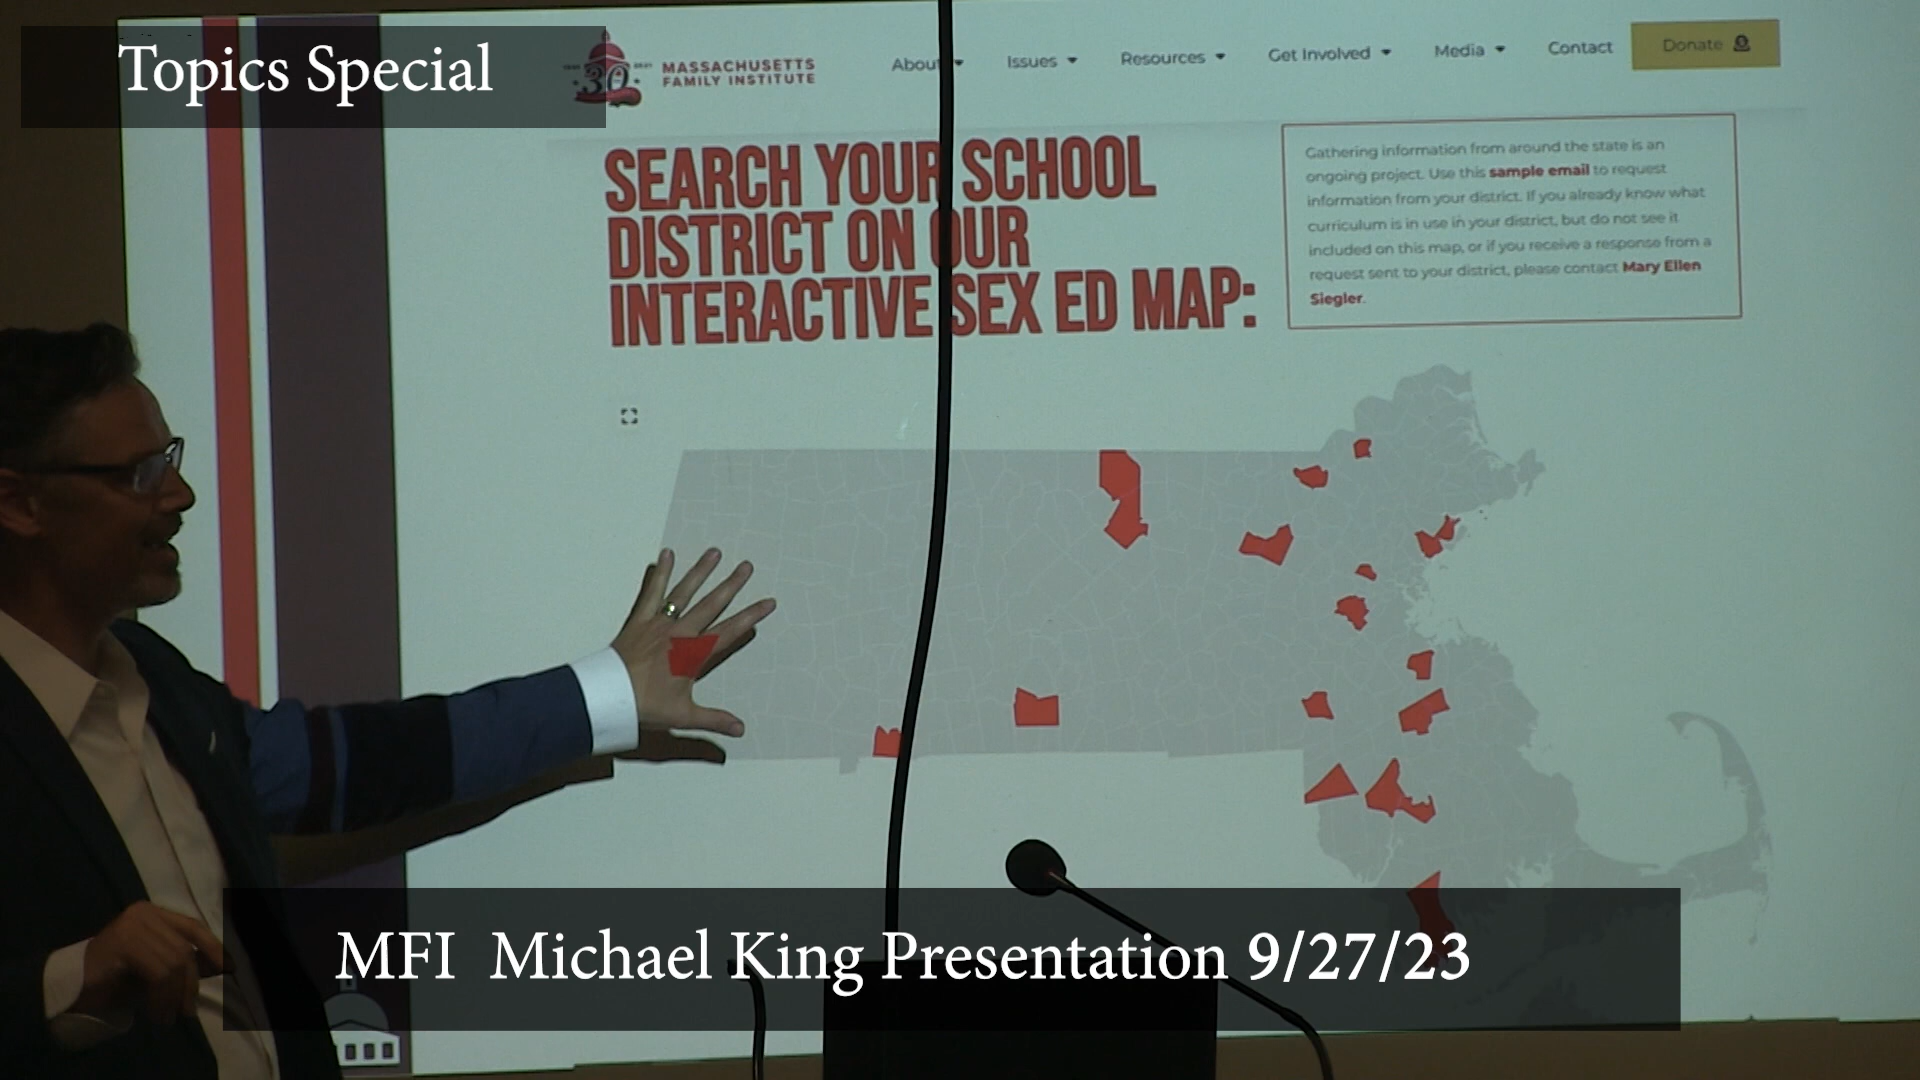 Topics Special
30
MASSACHUSETTS
FAMILY INSTITUTE
About
Issues
Resources
Get Involved
Media
Contact
Donate
SEARCH YOUR SCHOOL
DISTRICT ON OUR
INTERACTIVE SEX ED MAP:
Gathering information from around the state is an
ongoing project. Use this sample email to request
information from your district. If you already know what
curriculum is in use in your district, but do not see it
included on this map, or if you receive a response from a
request sent to your district, please contact Mary Ellen
Siegler.
MFI Michael King Presentation 9/27/23